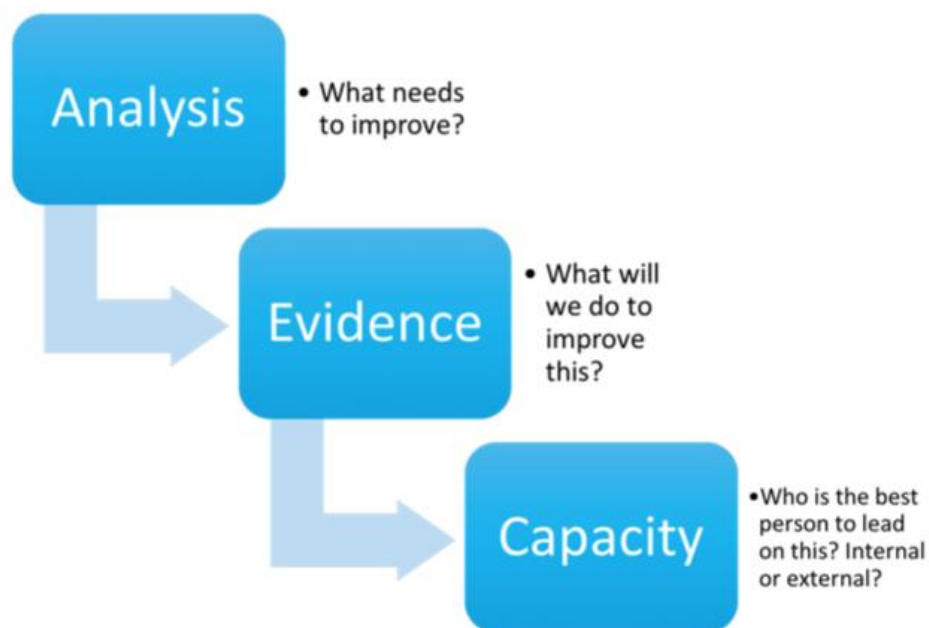 Analysis
• What needs
to improve?
Evidence
• What will
we do to
improve
this?
Capacity
•Who is the best
person to lead
on this? Internal
or external?